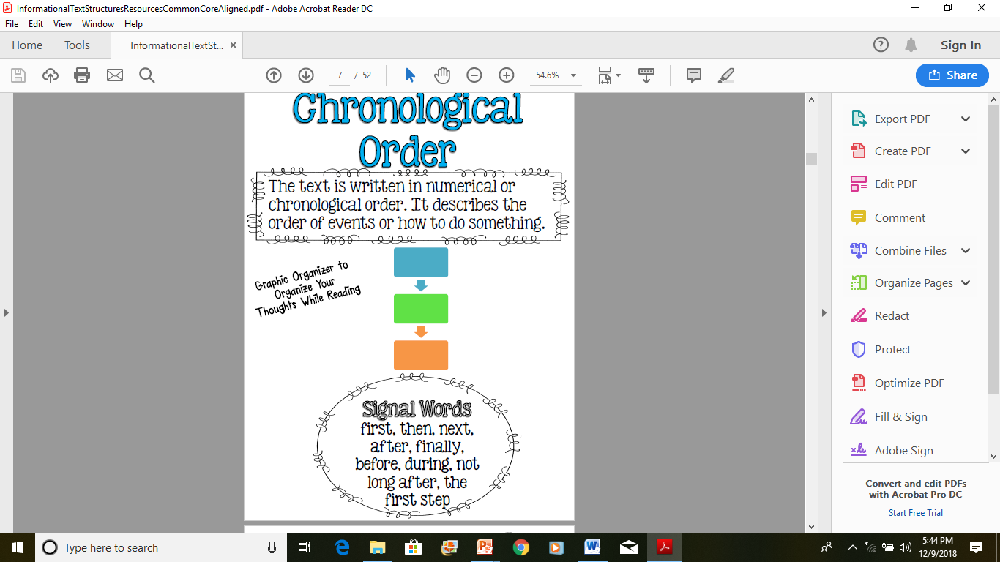 InformationalTextStructuresResourcesCommonCoreAligned.pdf - Adobe Acrobat Reader DC
File Edit View Window Help
Home Tools InformationalTextSt... × Sign In
7 / 52 54.6% Share
Chronological
Order
The text is written in numerical or
chronological order. It describes the
order of events or how to do something.
Graphic Organizer to
Organize Your
Thoughts While Reading
Signal Words
first, then, next,
after, finally,
before, during, not
long after, the
first step
Export PDF
Create PDF
Edit PDF
Comment
Combine Files
Organize Pages
Redact
Protect
Optimize PDF
Fill & Sign
Adobe Sign
Convert and edit PDFs
with Acrobat Pro DC
Start Free Trial
Type here to search
5:44 PM
12/9/2018